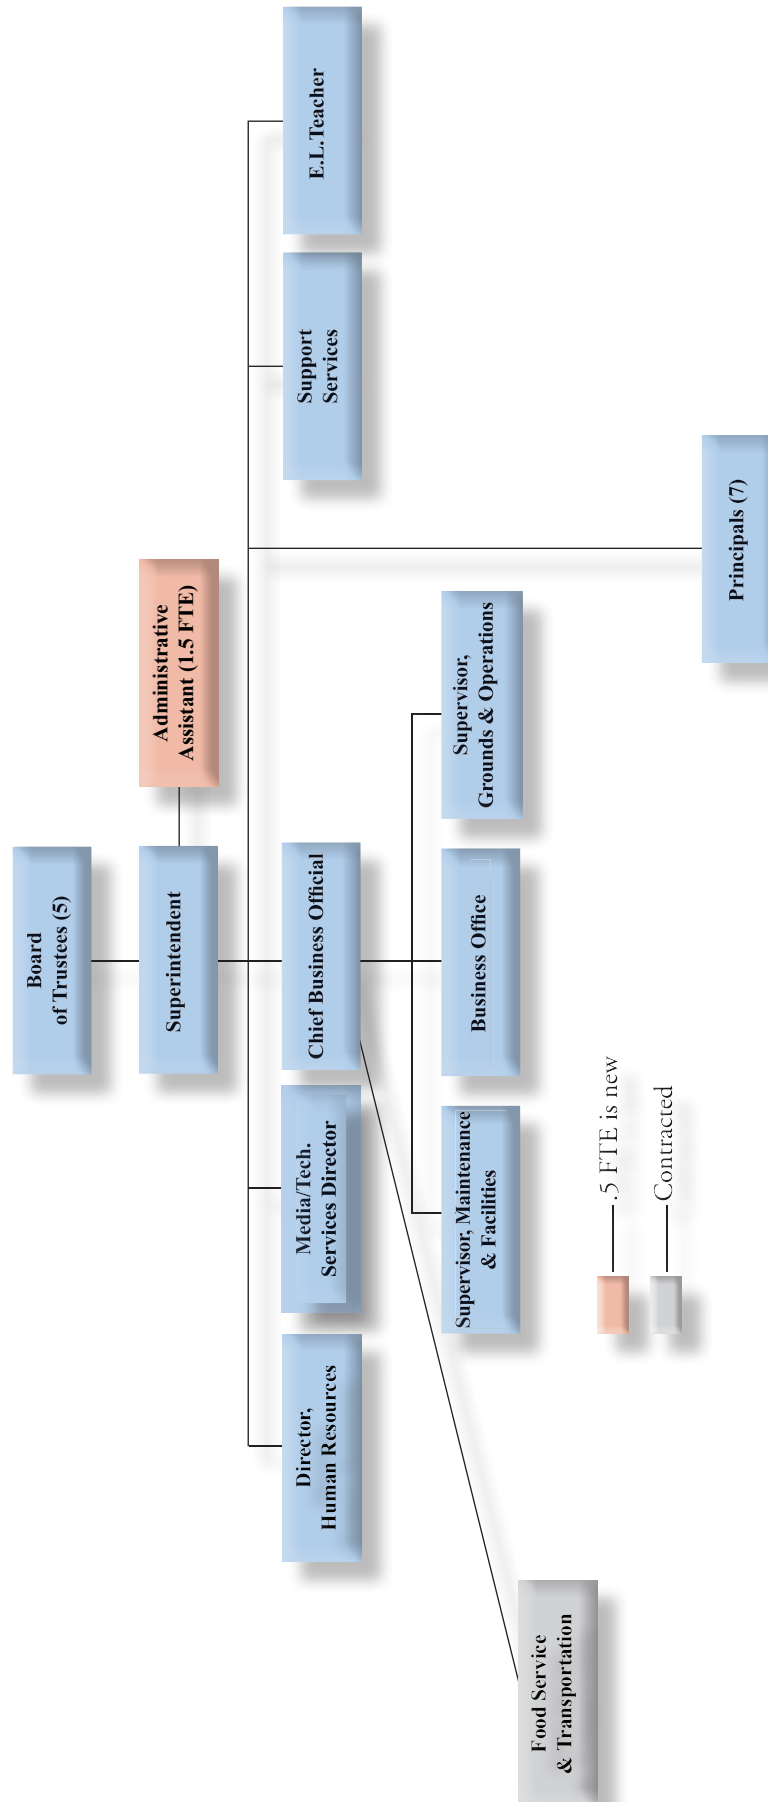 Board
of Trustees (5)
Superintendent
Administrative
Assistant (1.5 FTE)
Director,
Human Resources
Media/Tech.
Services Director
Chief Business Official
Support
Services
E.L.Teacher
Supervisor, Maintenance
& Facilities
Business Office
Supervisor,
Grounds & Operations
Food Service
& Transportation
Principals (7)
.5 FTE is new
Contracted